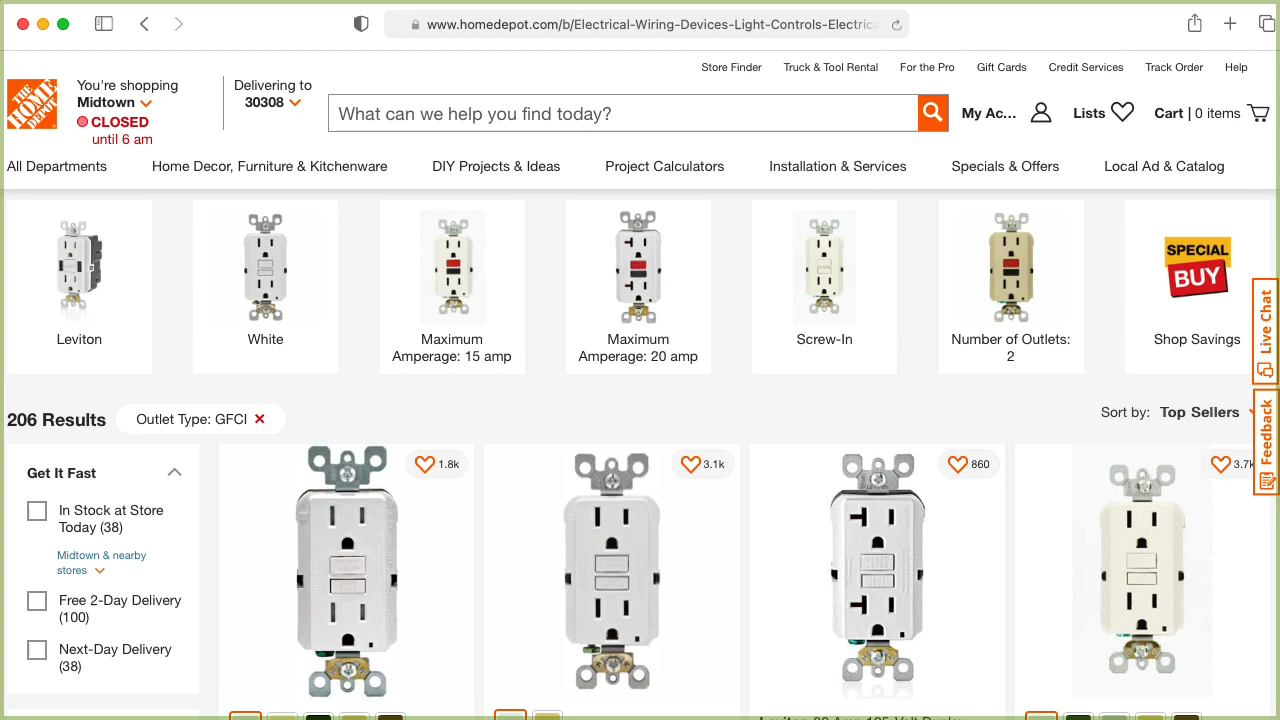 www.homedepot.com/b/Electrical-Wiring-Devices-Light-Controls-Electrica
Store Finder
Truck & Tool Rental
For the Pro
Gift Cards
Credit Services
Track Order
Help
THE HOME DEPOT
You're shopping
Midtown
CLOSED
until 6 am
Delivering to
30308
What can we help you find today?
My Ac...
Lists
Cart | 0 items
All Departments
Home Decor, Furniture & Kitchenware
DIY Projects & Ideas
Project Calculators
Installation & Services
Specials & Offers
Local Ad & Catalog
Leviton
White
Maximum
Amperage: 15 amp
Maximum
Amperage: 20 amp
Screw-In
Number of Outlets:
2
SPECIAL
BUY
Shop Savings
Live Chat
Feedback
206 Results
Outlet Type: GFCI
Sort by: Top Sellers
Get It Fast
In Stock at Store
Today (38)
Midtown & nearby
stores
Free 2-Day Delivery
(100)
Next-Day Delivery
(38)
1.8k
3.1k
860
3.7k